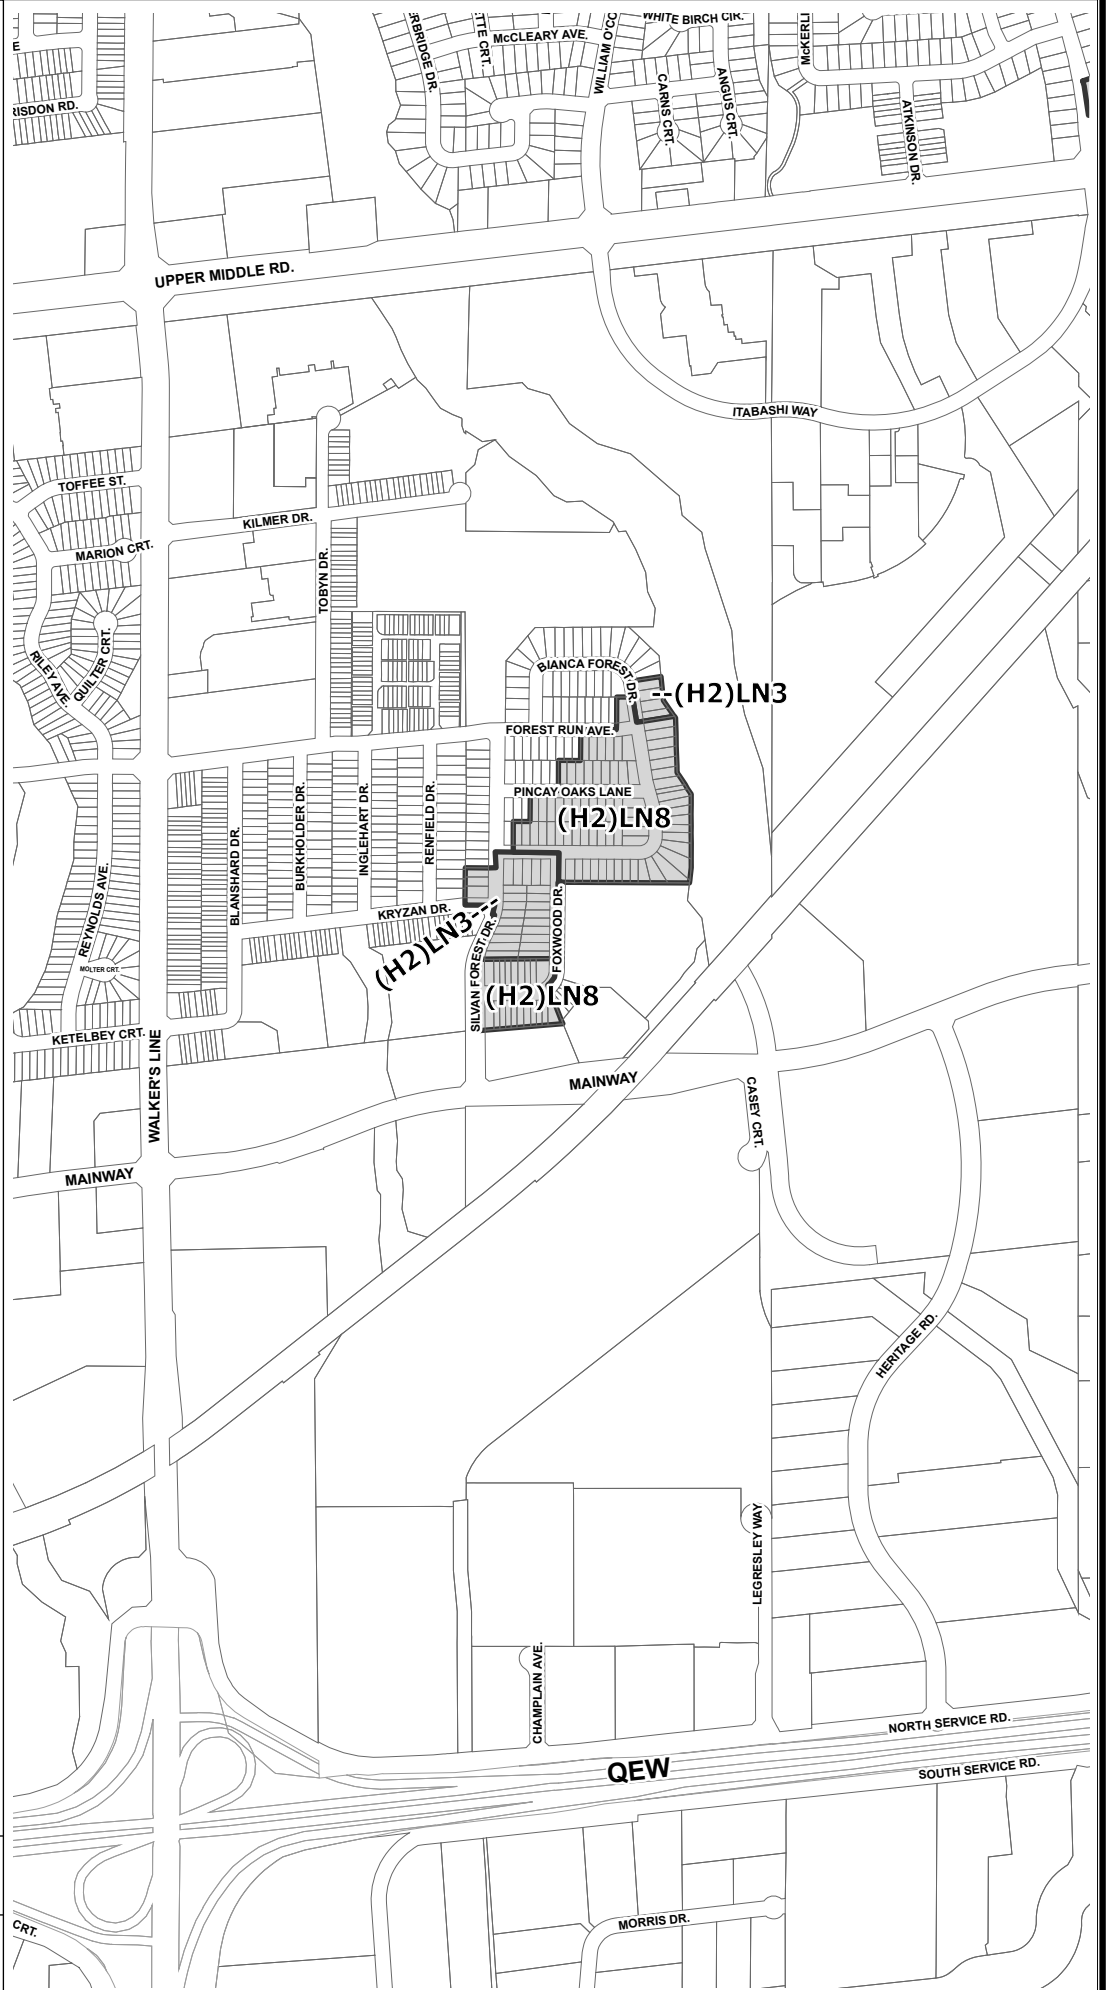 WHITE BIRCH CIR.
McCLEARY AVE.
CARNS CRT.
ANGUS CRT.
ATKINSON DR.
UPPER MIDDLE RD.
ITABASHI WAY
TOFFEE ST.
KILMER DR.
MARION CRT.
TOBYN DR.
QUILTER CRT.
RILEY AVE.
BIANCA FOREST DR.
--(H2)LN3
FOREST RUN AVE.
PINCAY OAKS LANE
(H2)LN8
BLANSHARD DR.
BURKHOLDER DR.
INGLEHART DR.
RENFIELD DR.
REYNOLDS AVE.
KRYZAN DR.
(H2)LN3---
SILVAN FOREST DR.
FOXWOOD DR.
MOLTER CRT.
(H2)LN8
KETELBEY CRT.
WALKER'S LINE
MAINWAY
CASEY CRT.
MAINWAY
HERITAGE RD.
LEGRESLEY WAY
CHAMPLAIN AVE.
NORTH SERVICE RD.
QEW
SOUTH SERVICE RD.
MORRIS DR.
CRT.